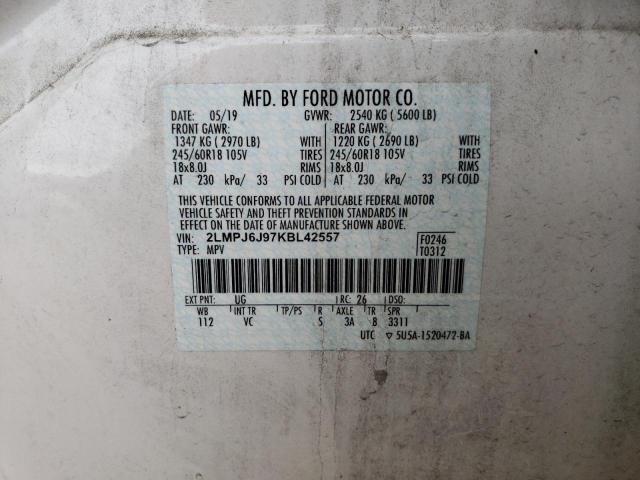 MFD. BY FORD MOTOR CO.
DATE: 05/19 GVWR: 2540 KG ( 5600 LB)
FRONT GAWR: REAR GAWR:
1347 KG ( 2970 LB) WITH 1220 KG ( 2690 LB) WITH
245/60R18 105V TIRES 245/60R18 105V TIRES
18x8.0J RIMS 18x8.0J RIMS
AT 230 kPa/ 33 PSI COLD AT 230 kPa/ 33 PSI COLD
THIS VEHICLE CONFORMS TO ALL APPLICABLE FEDERAL MOTOR
VEHICLE SAFETY AND THEFT PREVENTION STANDARDS IN
EFFECT ON THE DATE OF MANUFACTURE SHOWN ABOVE.
VIN: 2LMPJ6J97KBL42557 F0246
TYPE: MPV T0312
EXT PNT: UG RC: 26 DSO:
WB INT TR TP/PS R AXLE TR SPR
112 VC S 3A 8 3311
UTC ▽ 5U5A-1520472-BA